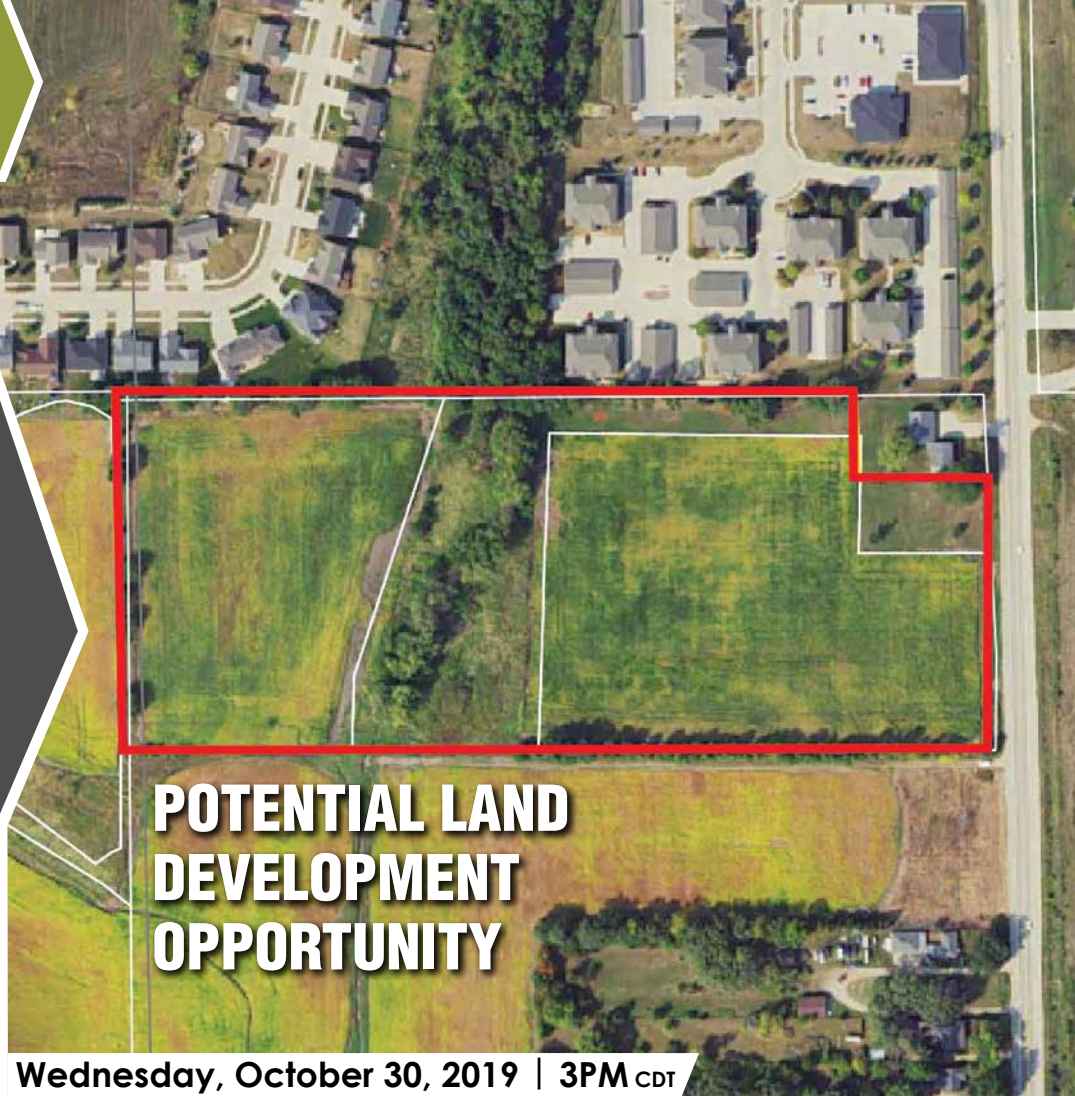 POTENTIAL LAND
DEVELOPMENT
OPPORTUNITY
Wednesday, October 30, 2019 | 3PM CDT